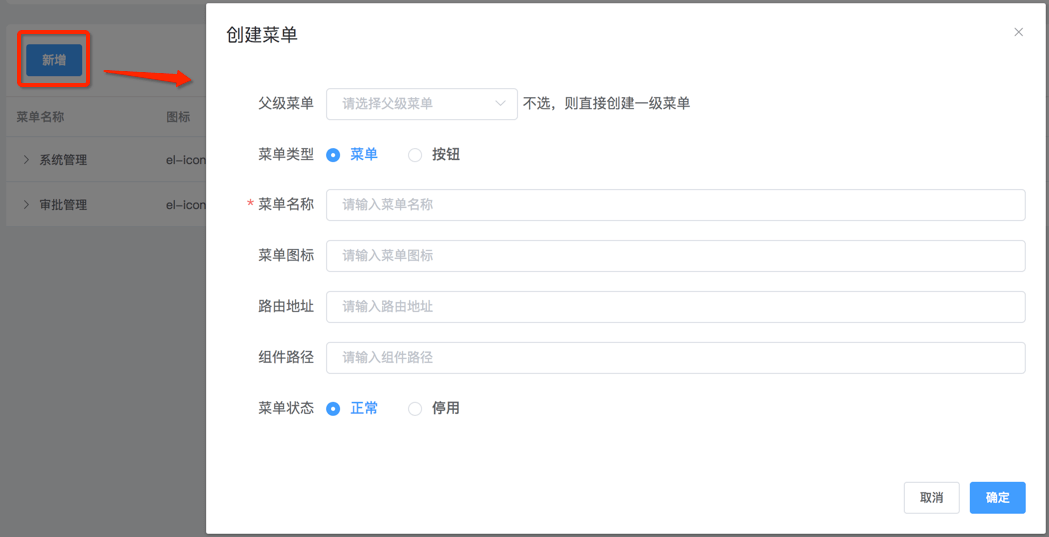 创建菜单
新增
父级菜单 请选择父级菜单 不选，则直接创建一级菜单
菜单名称 图标
菜单类型 菜单 按钮
系统管理 el-icon
* 菜单名称 请输入菜单名称
审批管理 el-icon
菜单图标 请输入菜单图标
路由地址 请输入路由地址
组件路径 请输入组件路径
菜单状态 正常 停用
取消 确定